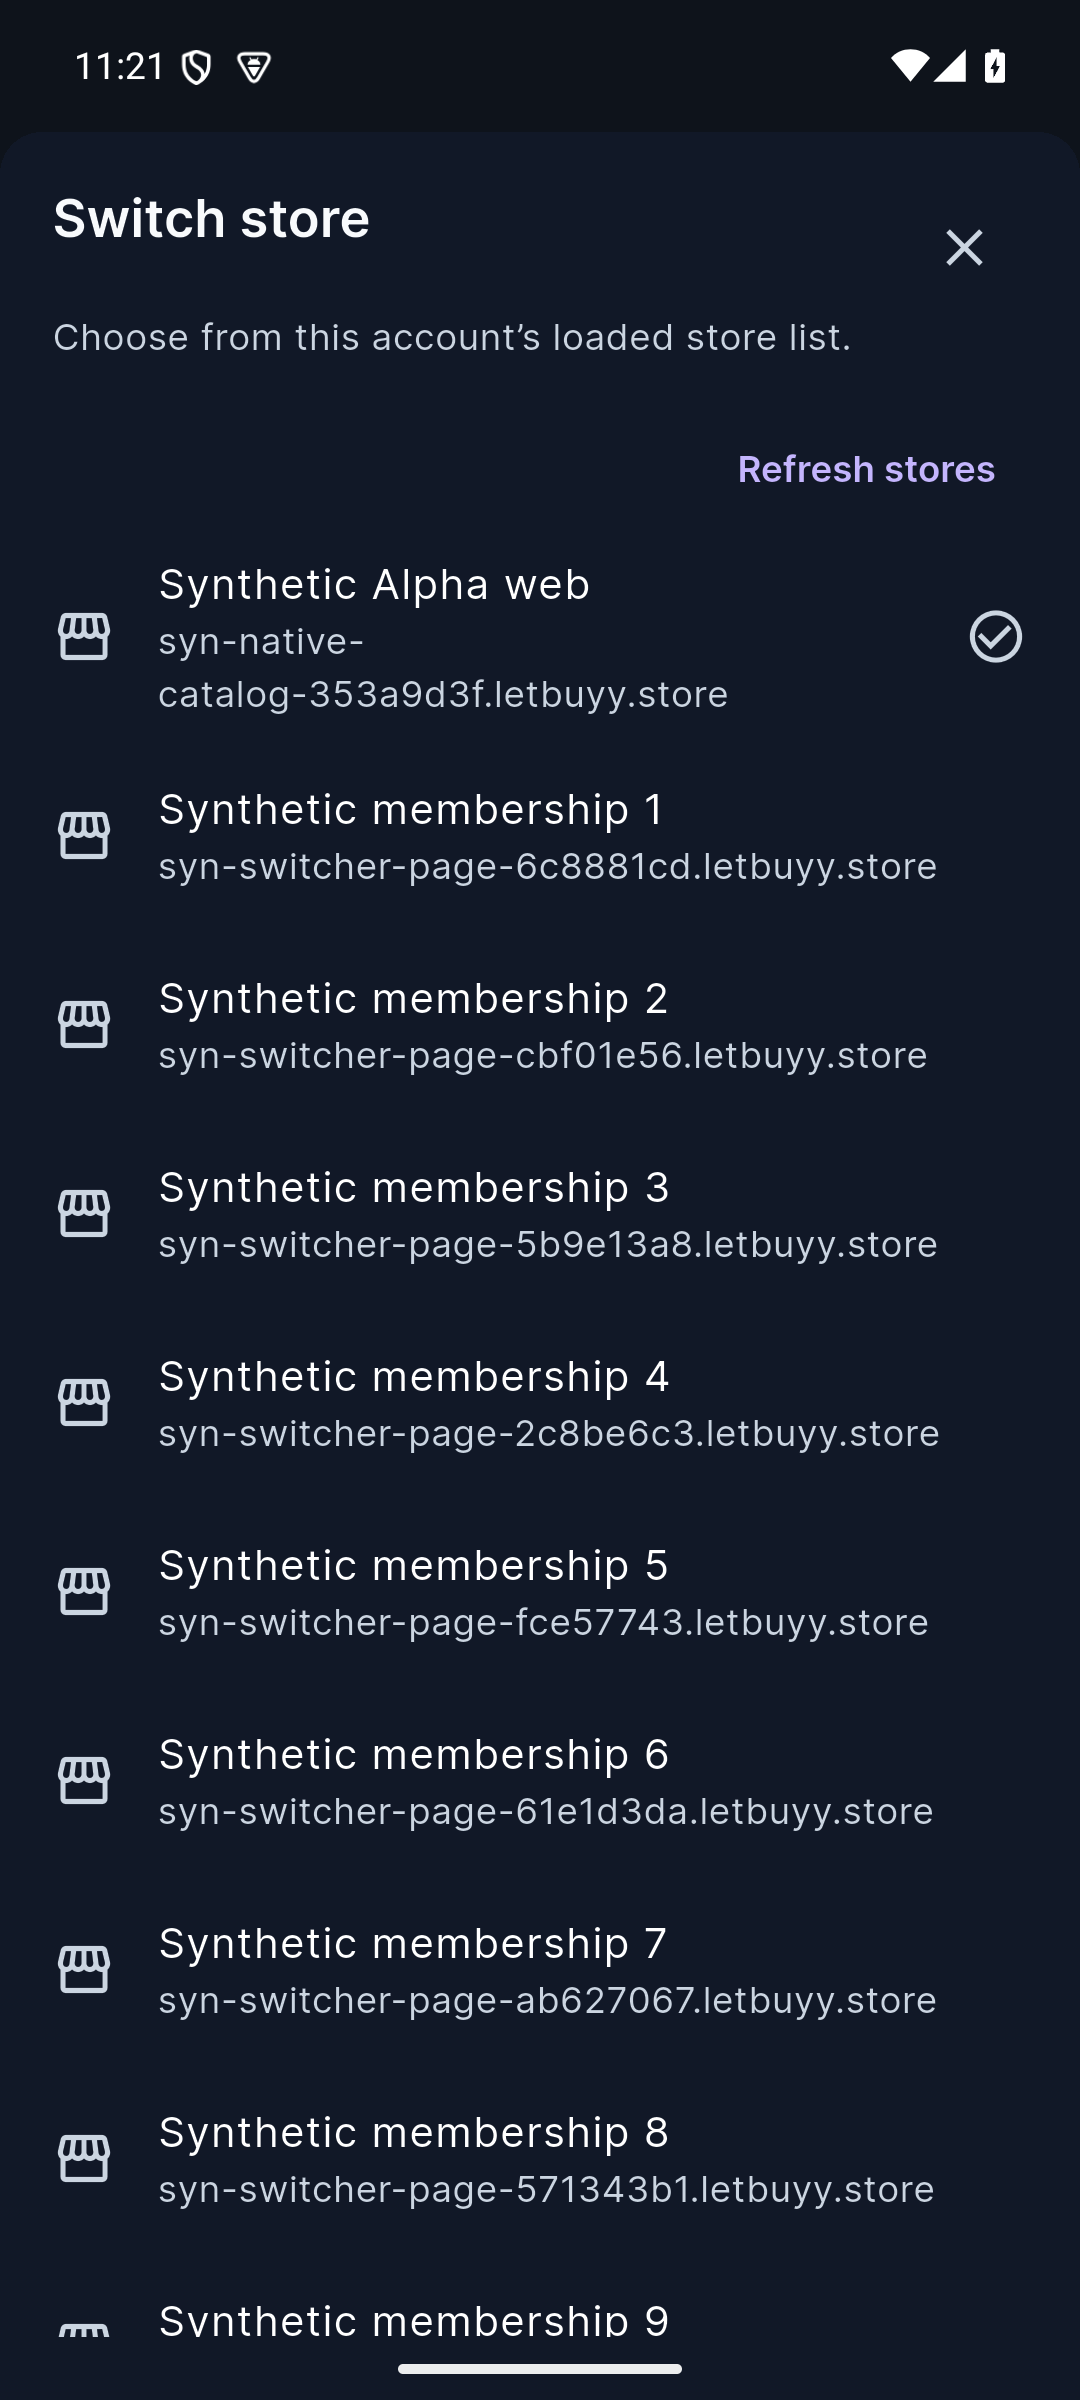 11:21
Switch store
Choose from this account’s loaded store list.
Refresh stores
Synthetic Alpha web
syn-native-
catalog-353a9d3f.letbuyy.store
Synthetic membership 1
syn-switcher-page-6c8881cd.letbuyy.store
Synthetic membership 2
syn-switcher-page-cbf01e56.letbuyy.store
Synthetic membership 3
syn-switcher-page-5b9e13a8.letbuyy.store
Synthetic membership 4
syn-switcher-page-2c8be6c3.letbuyy.store
Synthetic membership 5
syn-switcher-page-fce57743.letbuyy.store
Synthetic membership 6
syn-switcher-page-61e1d3da.letbuyy.store
Synthetic membership 7
syn-switcher-page-ab627067.letbuyy.store
Synthetic membership 8
syn-switcher-page-571343b1.letbuyy.store
Synthetic membership 9